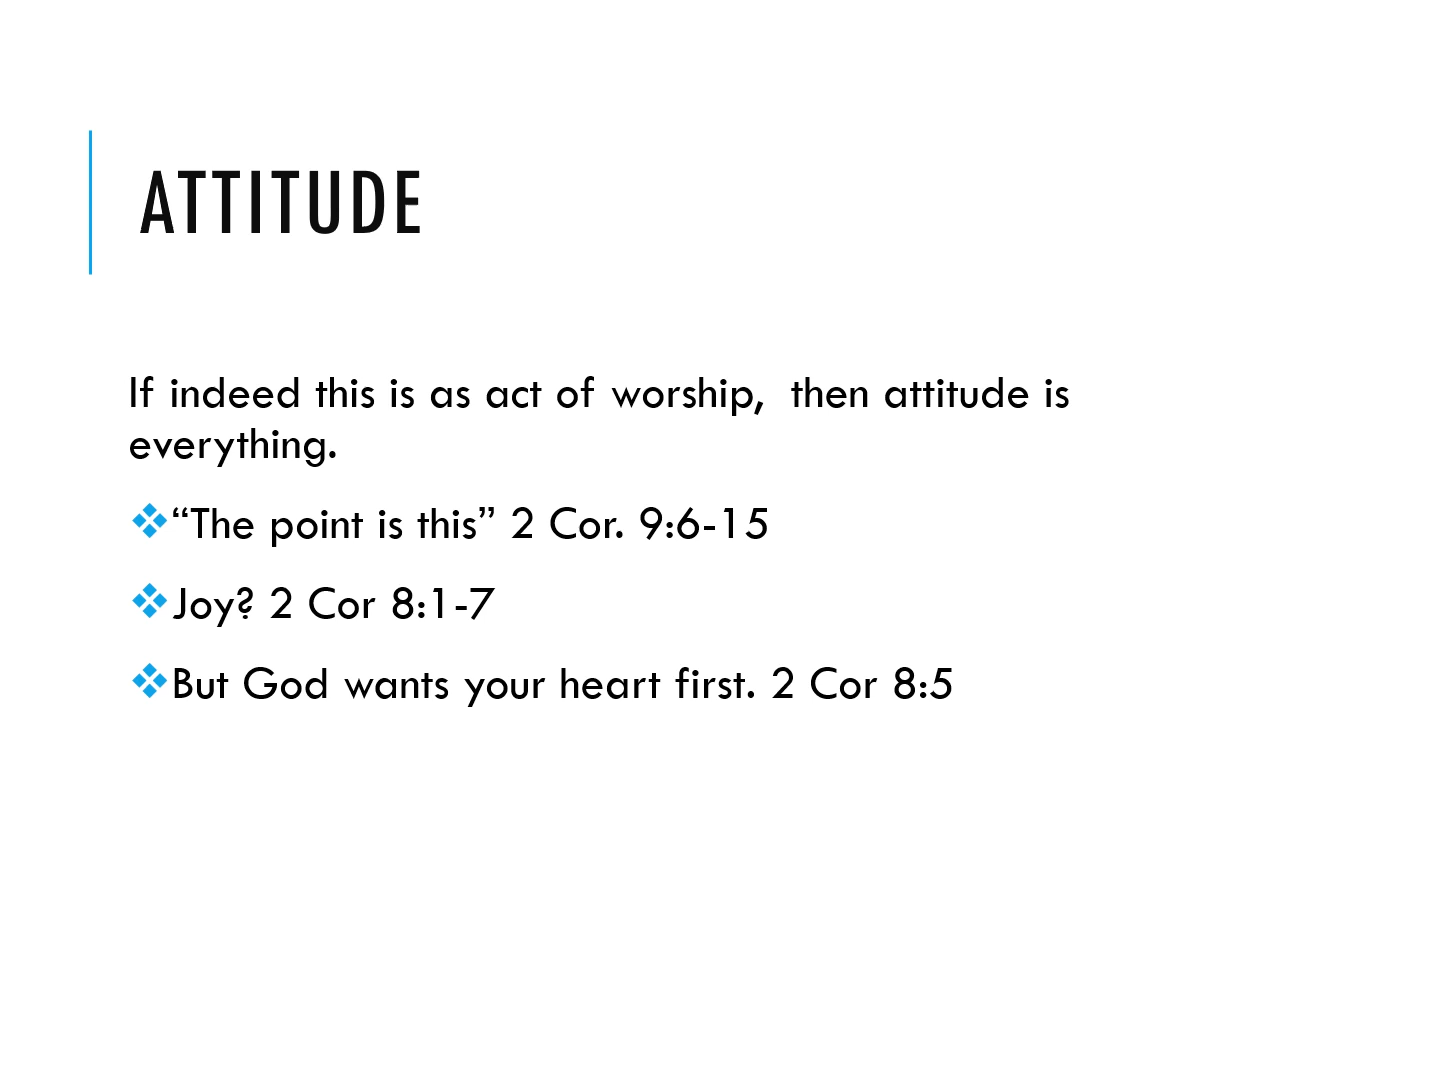 ATTITUDE
If indeed this is as act of worship,  then attitude is
everything.
❖“The point is this” 2 Cor. 9:6-15
❖Joy? 2 Cor 8:1-7
❖But God wants your heart first. 2 Cor 8:5